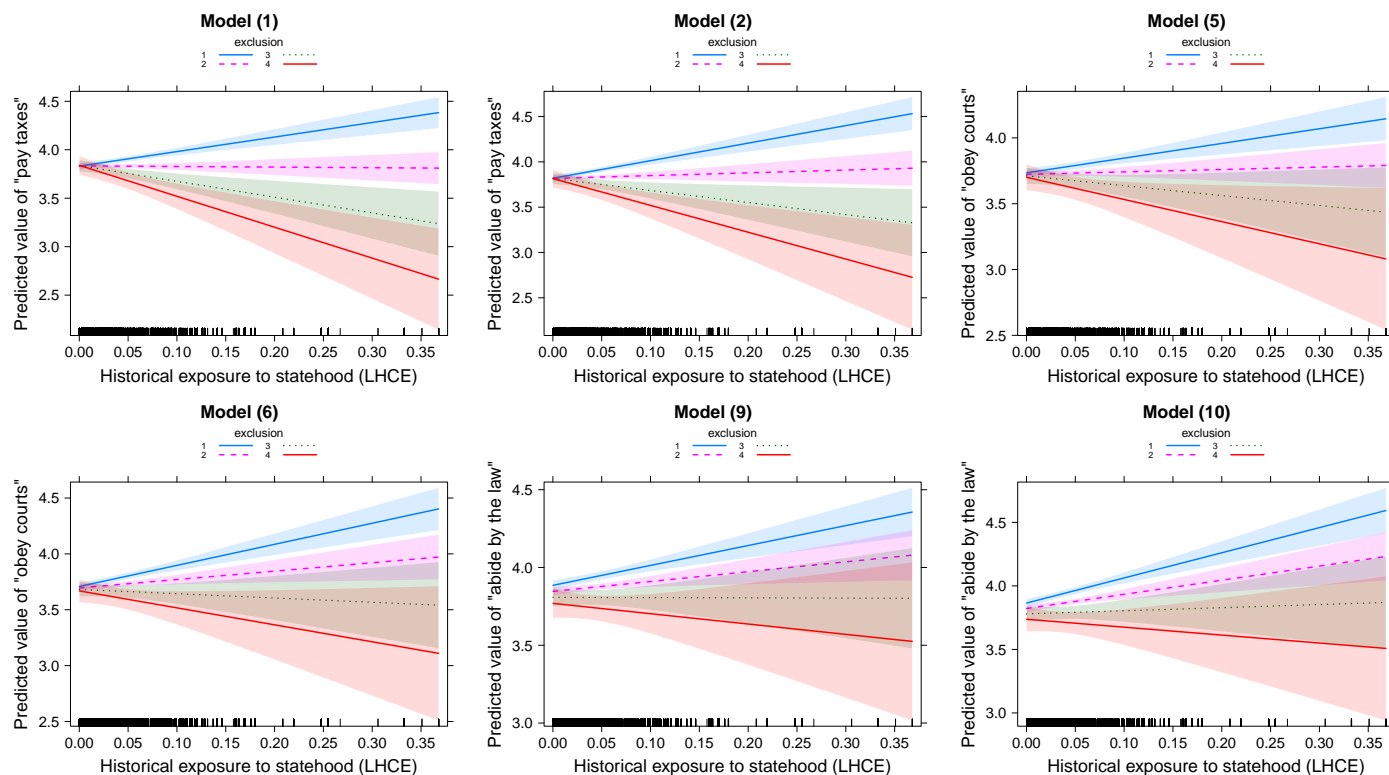 Model (1)
exclusion
1 3
2 4
Predicted value of "pay taxes"
4.5
4.0
3.5
3.0
2.5
0.00 0.05 0.10 0.15 0.20 0.25 0.30 0.35
Historical exposure to statehood (LHCE)
Model (2)
exclusion
1 3
2 4
Predicted value of "pay taxes"
4.5
4.0
3.5
3.0
2.5
0.00 0.05 0.10 0.15 0.20 0.25 0.30 0.35
Historical exposure to statehood (LHCE)
Model (5)
exclusion
1 3
2 4
Predicted value of "obey courts"
4.0
3.5
3.0
2.5
0.00 0.05 0.10 0.15 0.20 0.25 0.30 0.35
Historical exposure to statehood (LHCE)
Model (6)
exclusion
1 3
2 4
Predicted value of "obey courts"
4.5
4.0
3.5
3.0
2.5
0.00 0.05 0.10 0.15 0.20 0.25 0.30 0.35
Historical exposure to statehood (LHCE)
Model (9)
exclusion
1 3
2 4
Predicted value of "abide by the law"
4.5
4.0
3.5
3.0
0.00 0.05 0.10 0.15 0.20 0.25 0.30 0.35
Historical exposure to statehood (LHCE)
Model (10)
exclusion
1 3
2 4
Predicted value of "abide by the law"
4.5
4.0
3.5
3.0
0.00 0.05 0.10 0.15 0.20 0.25 0.30 0.35
Historical exposure to statehood (LHCE)